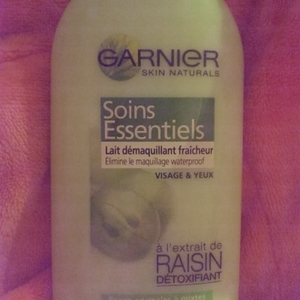 GARNIER
SKIN NATURALS
Soins
Essentiels
Lait démaquillant fraîcheur
Élimine le maquillage waterproof
VISAGE & YEUX
à l'extrait de
RAISIN
DÉTOXIFIANT